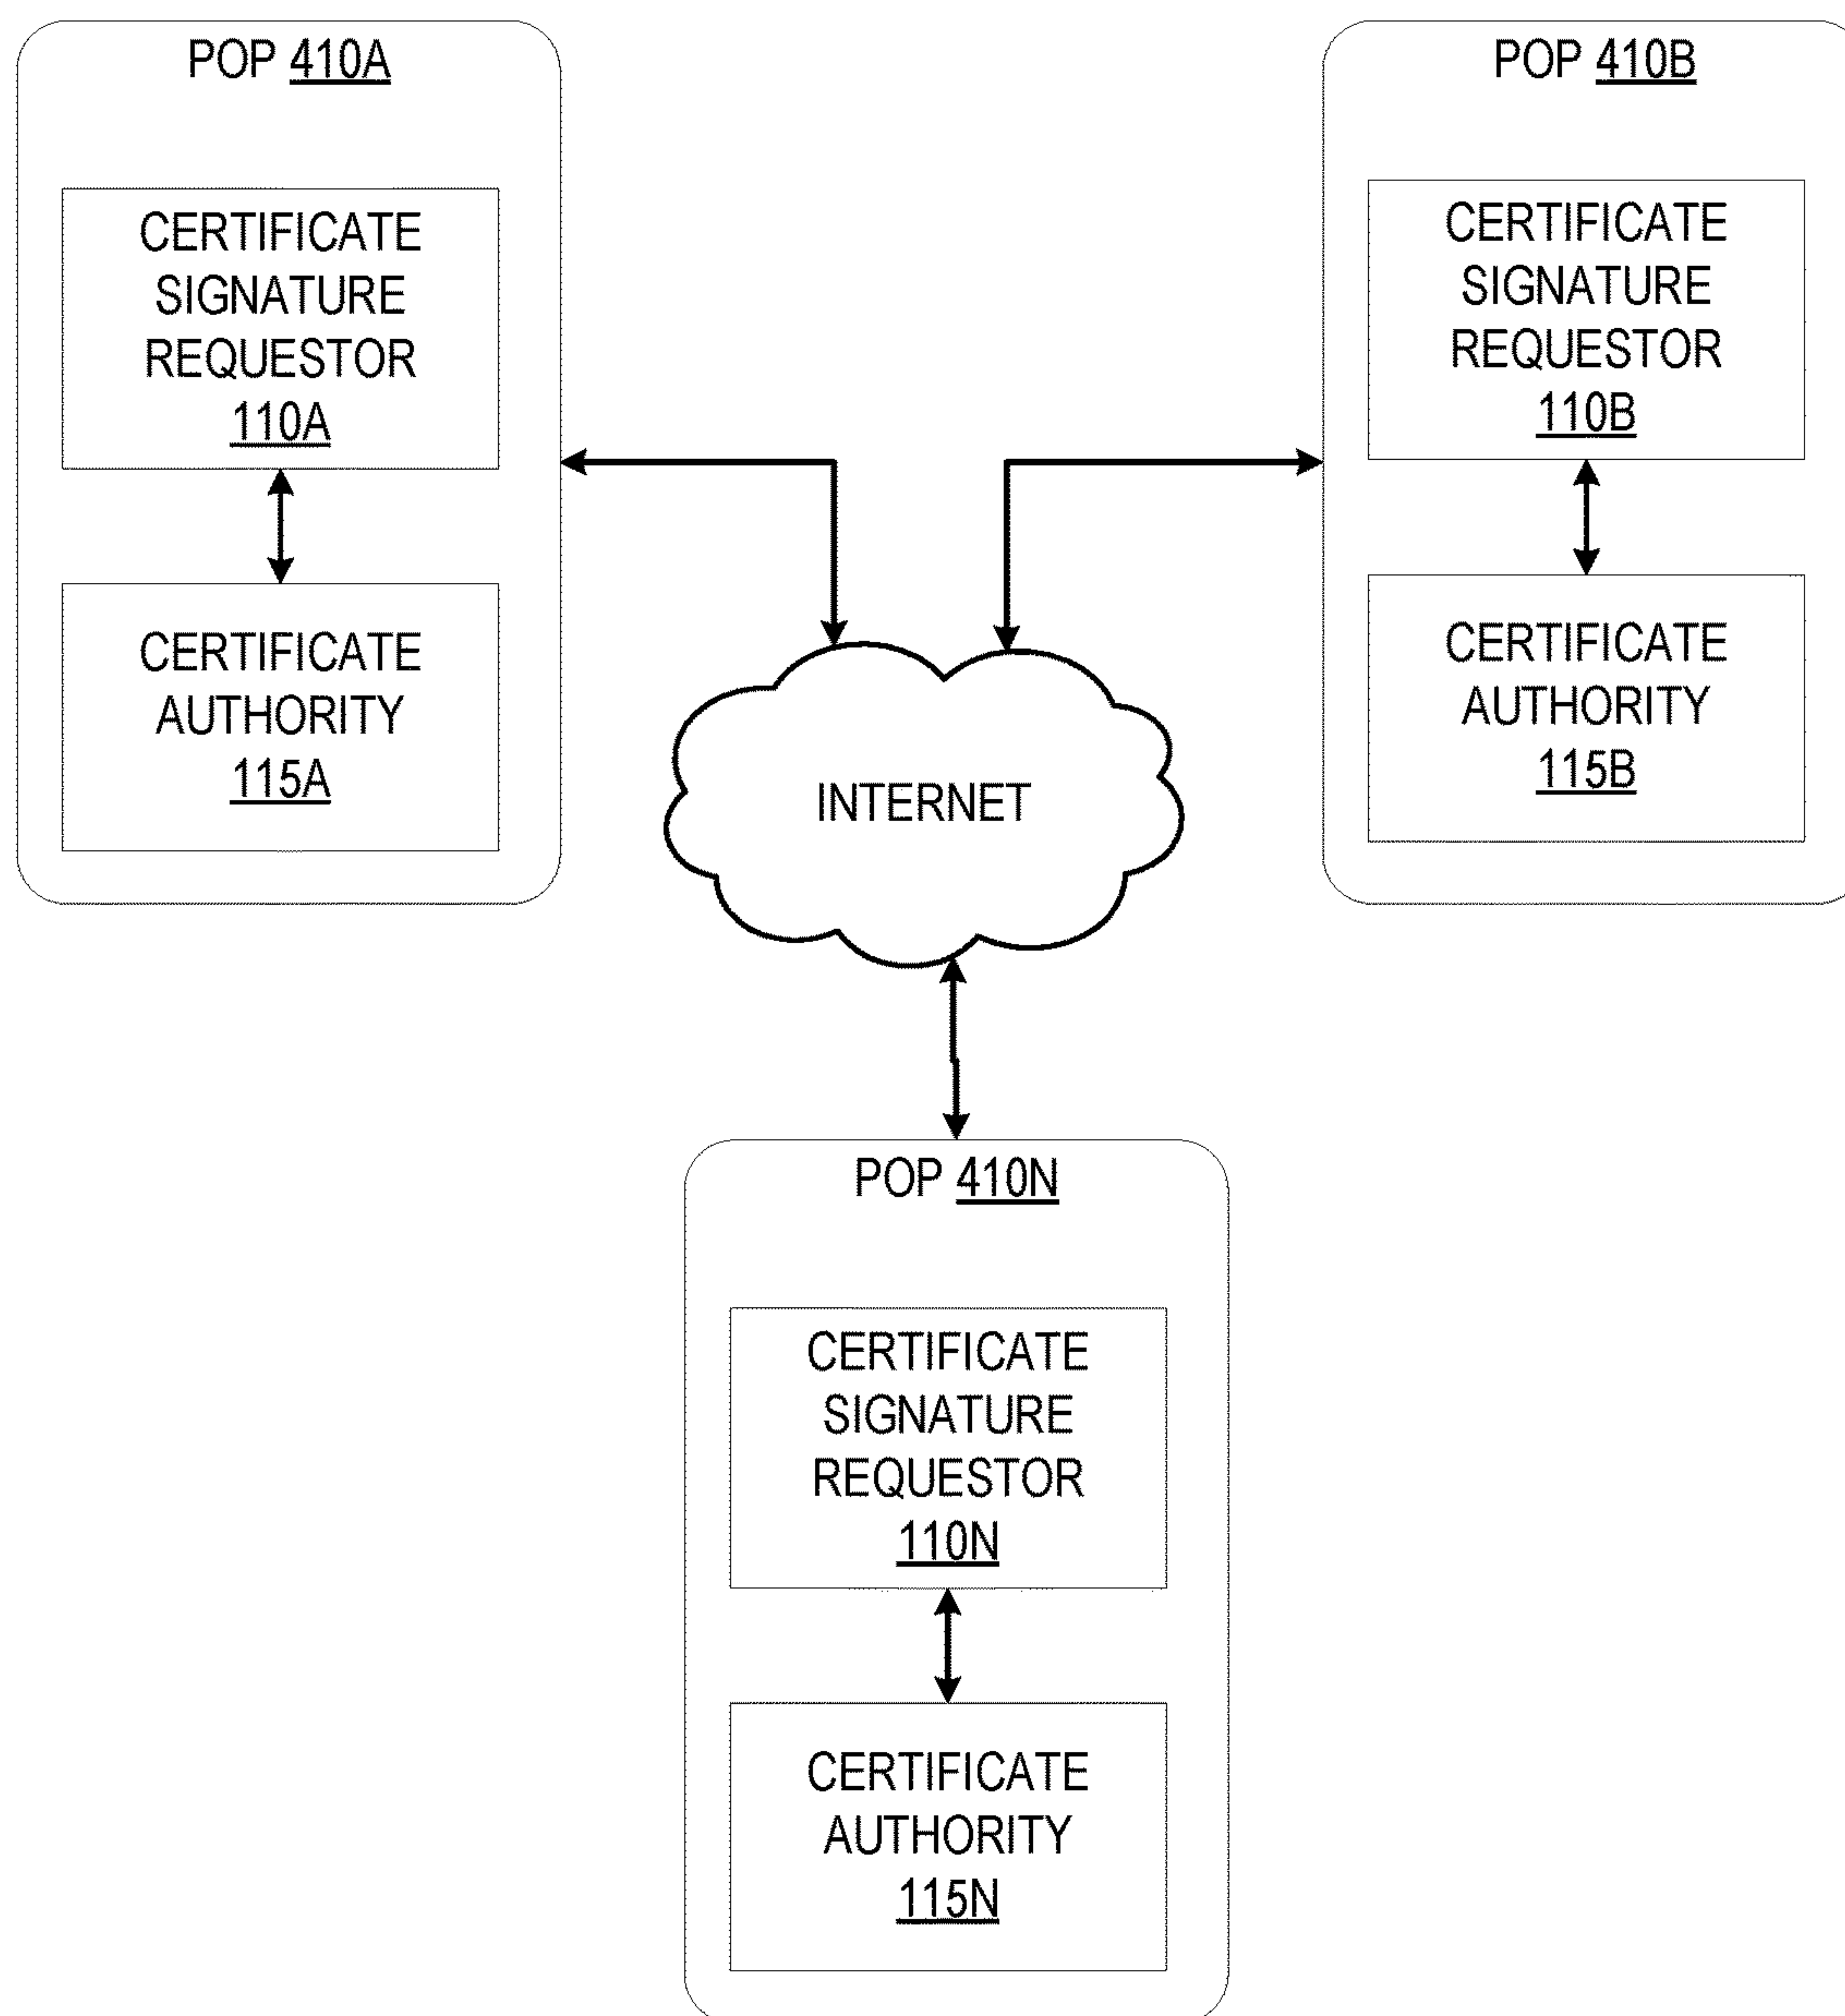 POP 410A
CERTIFICATE
SIGNATURE
REQUESTOR
110A
CERTIFICATE
AUTHORITY
115A
POP 410B
CERTIFICATE
SIGNATURE
REQUESTOR
110B
CERTIFICATE
AUTHORITY
115B
INTERNET
POP 410N
CERTIFICATE
SIGNATURE
REQUESTOR
110N
CERTIFICATE
AUTHORITY
115N